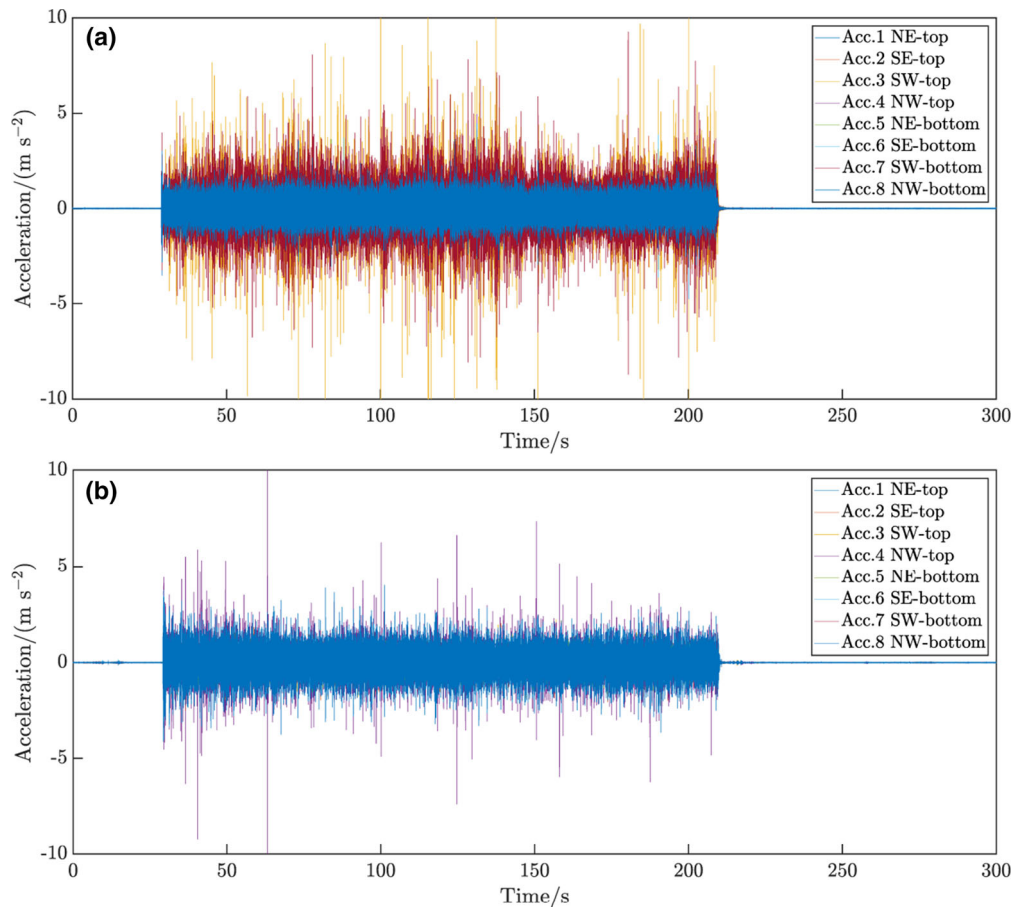 (a)
10
5
0
-5
-10
Acceleration/(m s⁻²)
Acc.1 NE-top
Acc.2 SE-top
Acc.3 SW-top
Acc.4 NW-top
Acc.5 NE-bottom
Acc.6 SE-bottom
Acc.7 SW-bottom
Acc.8 NW-bottom
0 50 100 150 200 250 300
Time/s
(b)
10
5
0
-5
-10
Acceleration/(m s⁻²)
Acc.1 NE-top
Acc.2 SE-top
Acc.3 SW-top
Acc.4 NW-top
Acc.5 NE-bottom
Acc.6 SE-bottom
Acc.7 SW-bottom
Acc.8 NW-bottom
0 50 100 150 200 250 300
Time/s